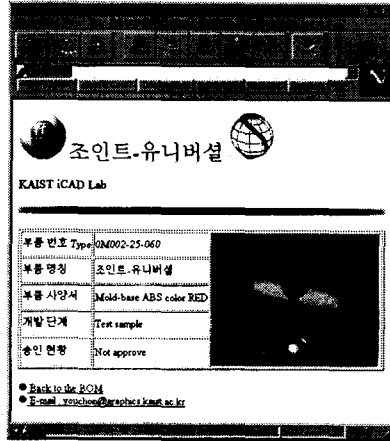 조인트-유니버셜
KAIST iCAD Lab
부품 번호 Type 0M002-25-060
부품 명칭 조인트-유니버셜
부품 사양서 Mold-base ABS color RED
개발 단계 Test sample
승인 현황 Not approve
Back to the BOM
E-mail : youchon@graphics.kaist.ac.kr